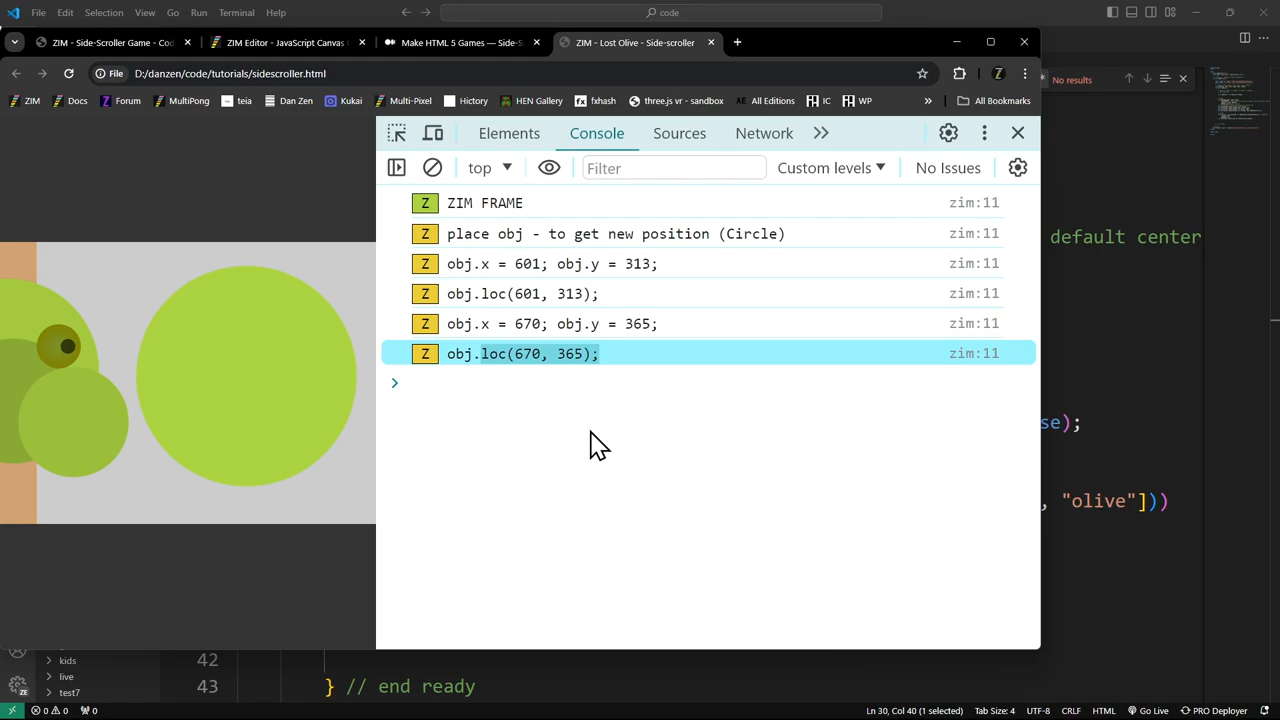 File Edit Selection View Go Run Terminal Help
code
ZIM - Side-Scroller Game - Cod
ZIM Editor - JavaScript Canvas
Make HTML 5 Games — Side-S
ZIM - Lost Olive - Side-scroller
No results
File D:/danzen/code/tutorials/sidescroller.html
ZIM Docs Forum MultiPong teia Dan Zen Kukai Multi-Pixel History HEN Gallery fxhash three.js vr - sandbox All Editions IC WP » All Bookmarks
Elements Console Sources Network
top Filter Custom levels No Issues
Z ZIM FRAME zim:11
Z place obj - to get new position (Circle) zim:11
Z obj.x = 601; obj.y = 313; zim:11
Z obj.loc(601, 313); zim:11
Z obj.x = 670; obj.y = 365; zim:11
Z obj.loc(670, 365); zim:11
>
default center
se);
, "olive"]))
kids
live
test7
42
43 } // end ready
0 0 0 Ln 30, Col 40 (1 selected) Tab Size: 4 UTF-8 CRLF HTML Go Live PRO Deployer